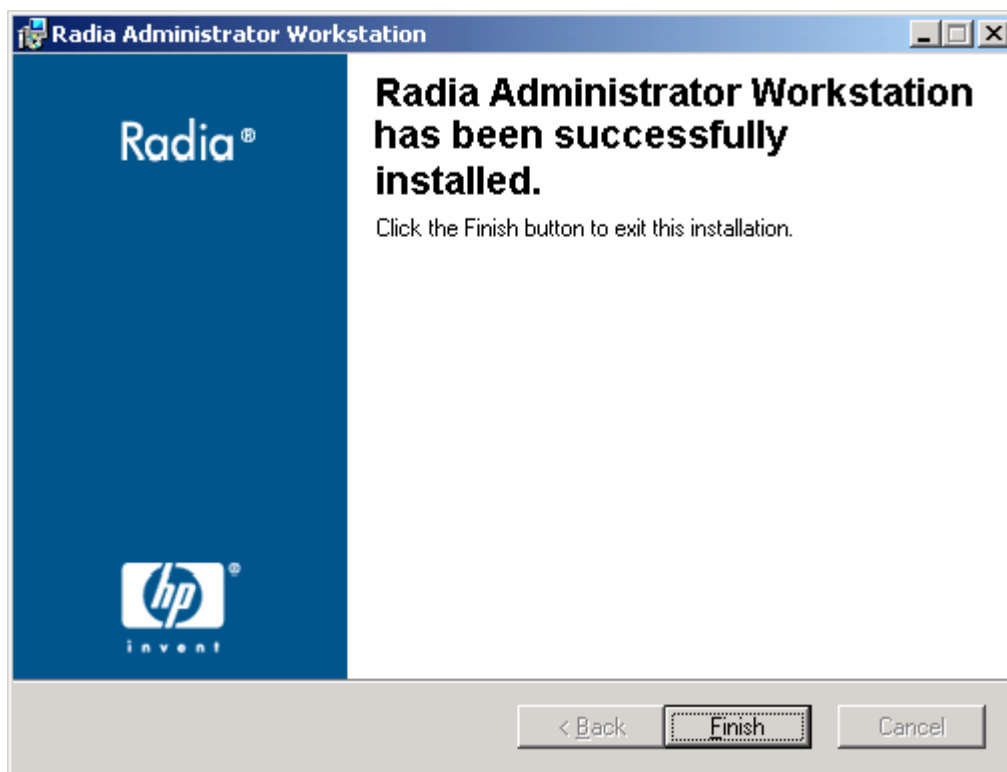 Radia Administrator Workstation
Radia®
Radia Administrator Workstation
has been successfully
installed.
Click the Finish button to exit this installation.
hp®
invent
< Back
Finish
Cancel